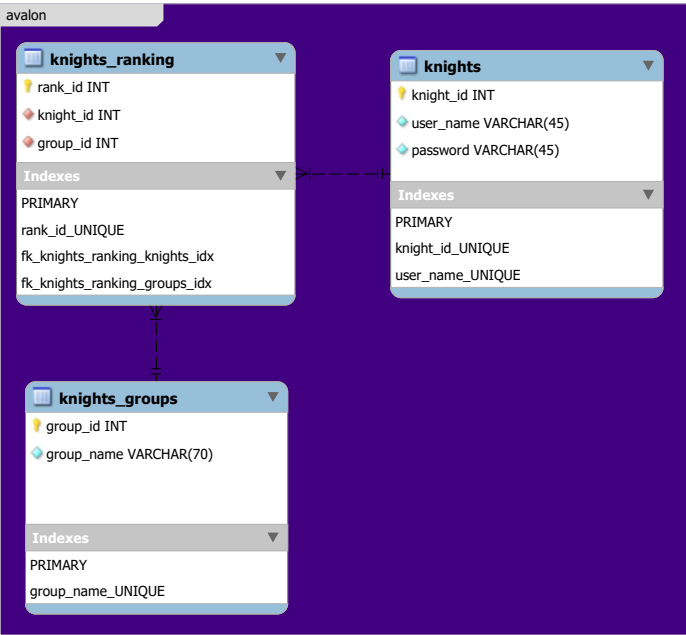 avalon
knights_ranking
rank_id INT
knight_id INT
group_id INT
Indexes
PRIMARY
rank_id_UNIQUE
fk_knights_ranking_knights_idx
fk_knights_ranking_groups_idx
knights
knight_id INT
user_name VARCHAR(45)
password VARCHAR(45)
Indexes
PRIMARY
knight_id_UNIQUE
user_name_UNIQUE
knights_groups
group_id INT
group_name VARCHAR(70)
Indexes
PRIMARY
group_name_UNIQUE